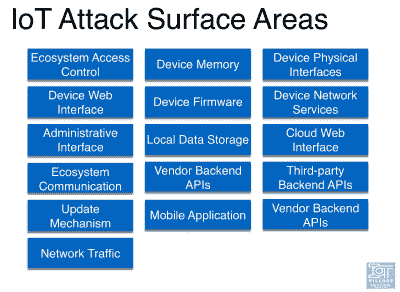 IoT Attack Surface Areas
Ecosystem Access
Control
Device Memory
Device Physical
Interfaces
Device Web
Interface
Device Firmware
Device Network
Services
Administrative
Interface
Local Data Storage
Cloud Web
Interface
Ecosystem
Communication
Vendor Backend
APIs
Third-party
Backend APIs
Update
Mechanism
Mobile Application
Vendor Backend
APIs
Network Traffic
IoT
VILLAGE